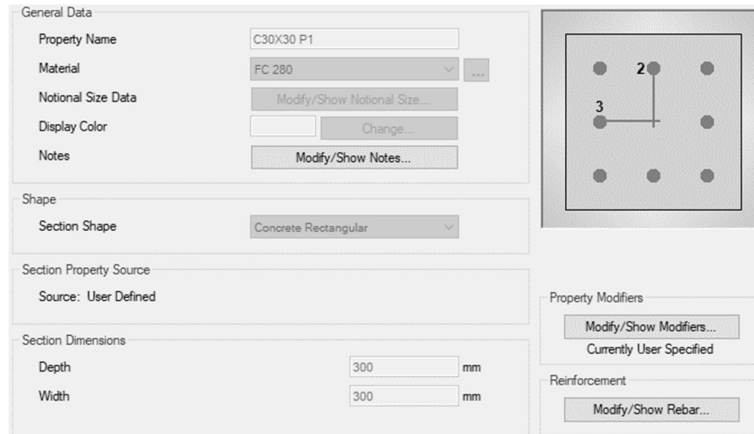 General Data
Property Name C30X30 P1
Material FC 280 ...
Notional Size Data Modify/Show Notional Size...
Display Color Change...
Notes Modify/Show Notes...
2
3
Shape
Section Shape Concrete Rectangular
Section Property Source
Source: User Defined
Section Dimensions
Depth 300 mm
Width 300 mm
Property Modifiers
Modify/Show Modifiers...
Currently User Specified
Reinforcement
Modify/Show Rebar...